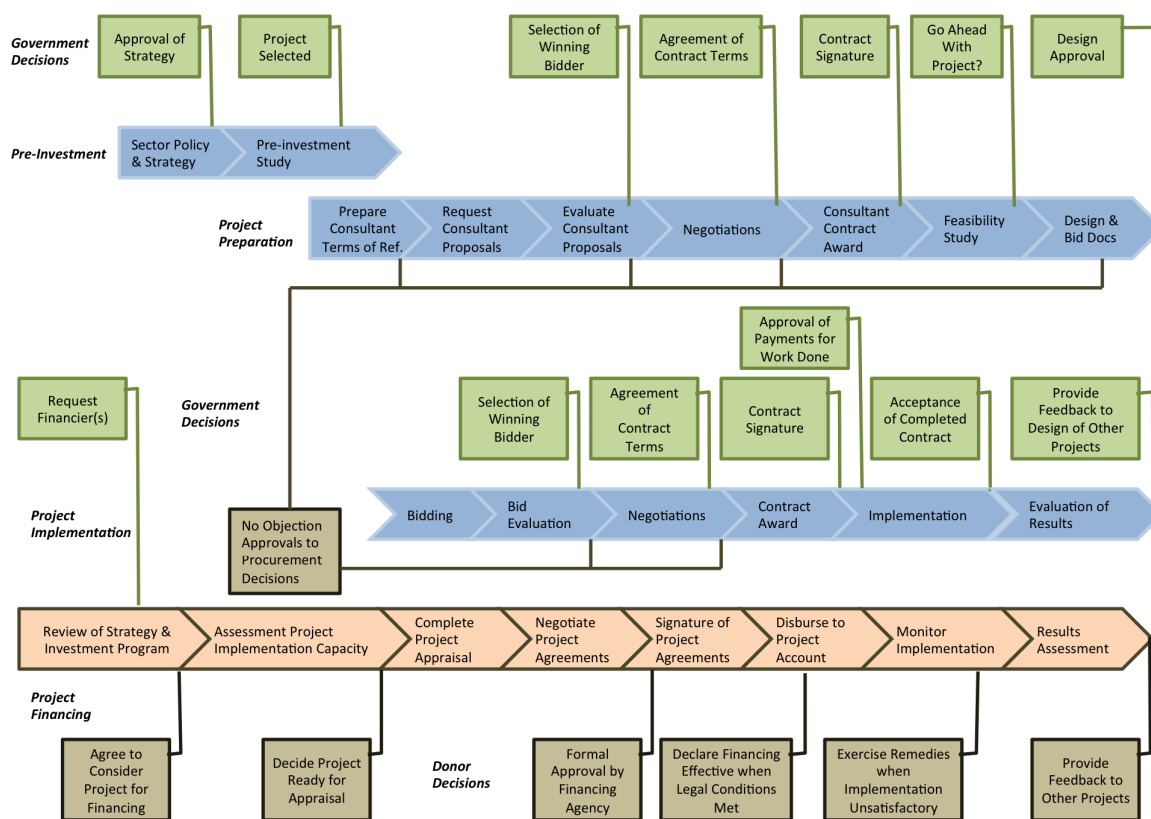 Government
Decisions
Approval of
Strategy
Project
Selected
Selection of
Winning
Bidder
Agreement of
Contract Terms
Contract
Signature
Go Ahead
With
Project?
Design
Approval
Pre-Investment
Sector Policy
& Strategy
Pre-investment
Study
Project
Preparation
Prepare
Consultant
Terms of Ref.
Request
Consultant
Proposals
Evaluate
Consultant
Proposals
Negotiations
Consultant
Contract
Award
Feasibility
Study
Design &
Bid Docs
Approval of
Payments for
Work Done
Request
Financier(s)
Government
Decisions
Selection of
Winning
Bidder
Agreement
of
Contract
Terms
Contract
Signature
Acceptance
of Completed
Contract
Provide
Feedback to
Design of Other
Projects
Project
Implementation
No Objection
Approvals to
Procurement
Decisions
Bidding
Bid
Evaluation
Negotiations
Contract
Award
Implementation
Evaluation of
Results
Review of Strategy &
Investment Program
Assessment Project
Implementation Capacity
Complete
Project
Appraisal
Negotiate
Project
Agreements
Signature of
Project
Agreements
Disburse to
Project
Account
Monitor
Implementation
Results
Assessment
Project
Financing
Agree to
Consider
Project for
Financing
Decide Project
Ready for
Appraisal
Donor
Decisions
Formal
Approval by
Financing
Agency
Declare Financing
Effective when
Legal Conditions
Met
Exercise Remedies
when
Implementation
Unsatisfactory
Provide
Feedback to
Other Projects